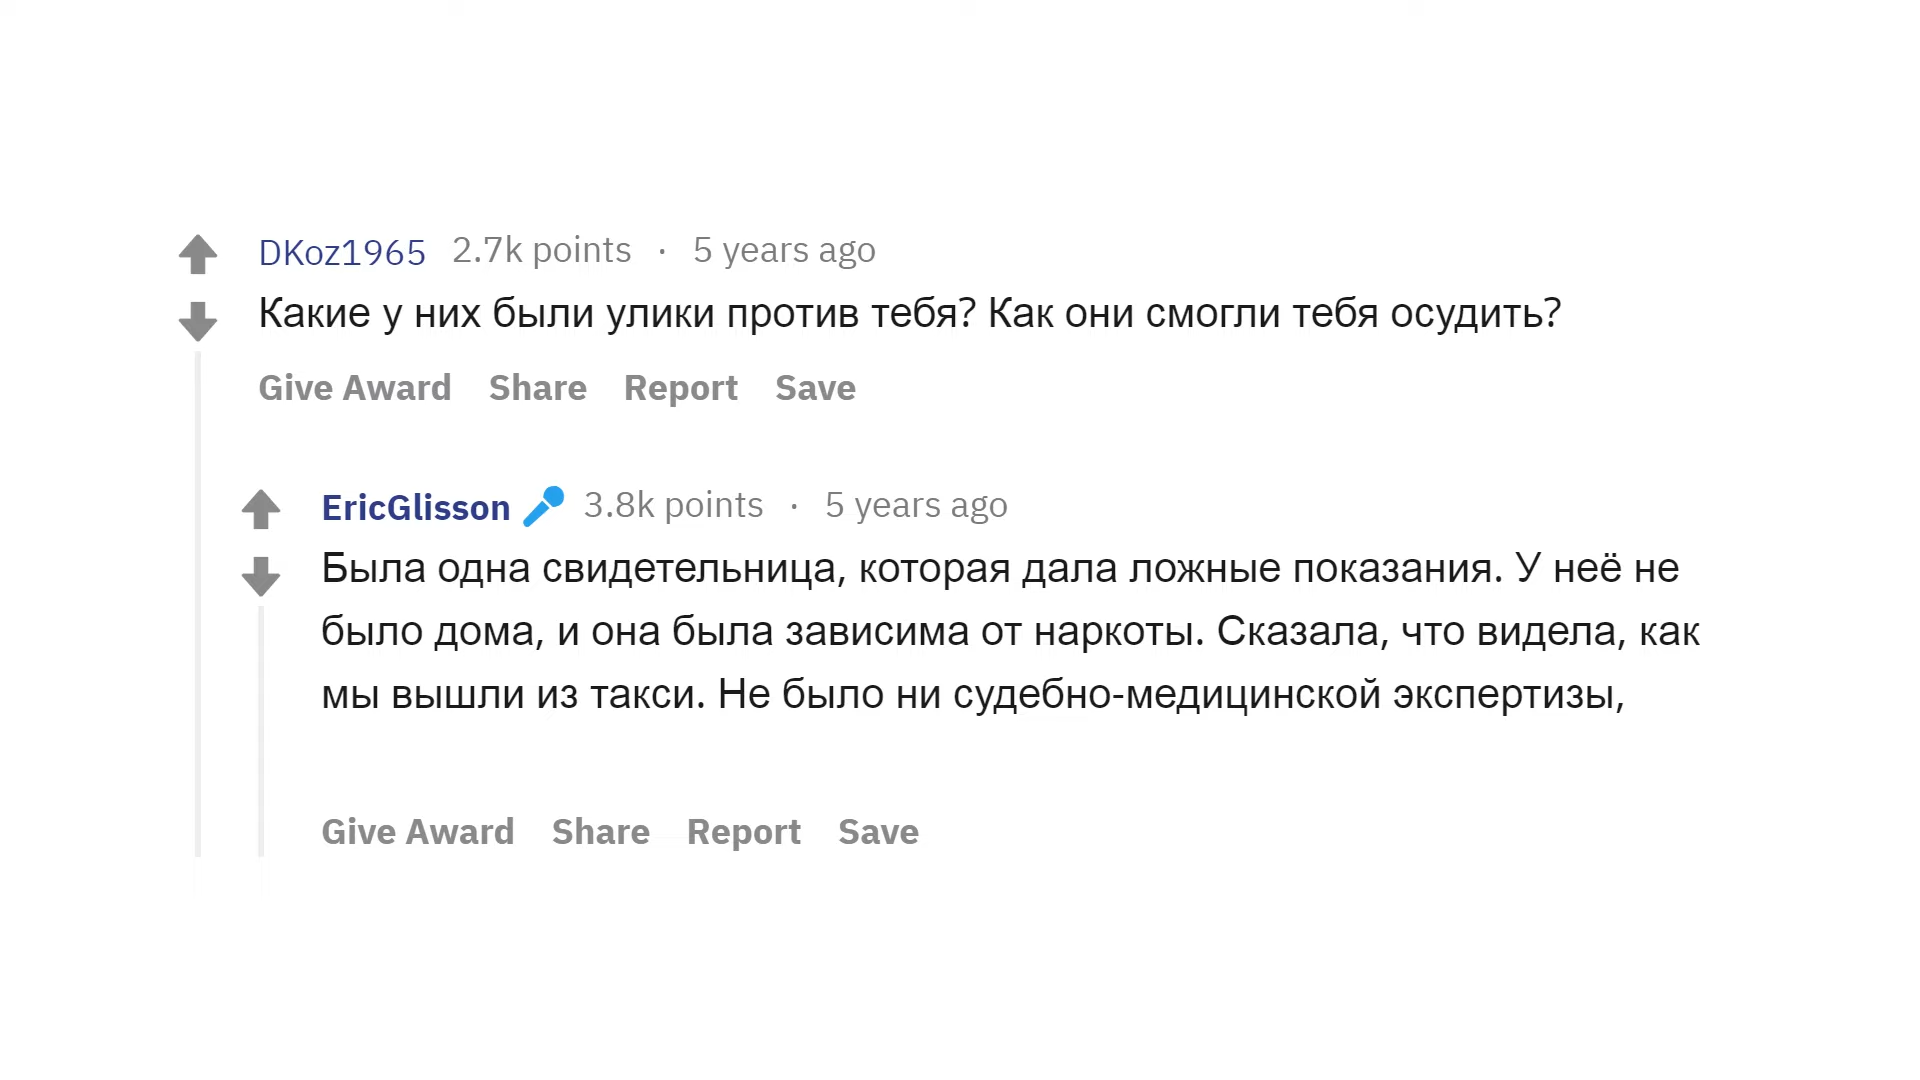 DKoz1965 2.7k points · 5 years ago
Какие у них были улики против тебя? Как они смогли тебя осудить?
Give Award Share Report Save
EricGlisson 3.8k points · 5 years ago
Была одна свидетельница, которая дала ложные показания. У неё не
было дома, и она была зависима от наркоты. Сказала, что видела, как
мы вышли из такси. Не было ни судебно-медицинской экспертизы,
Give Award Share Report Save